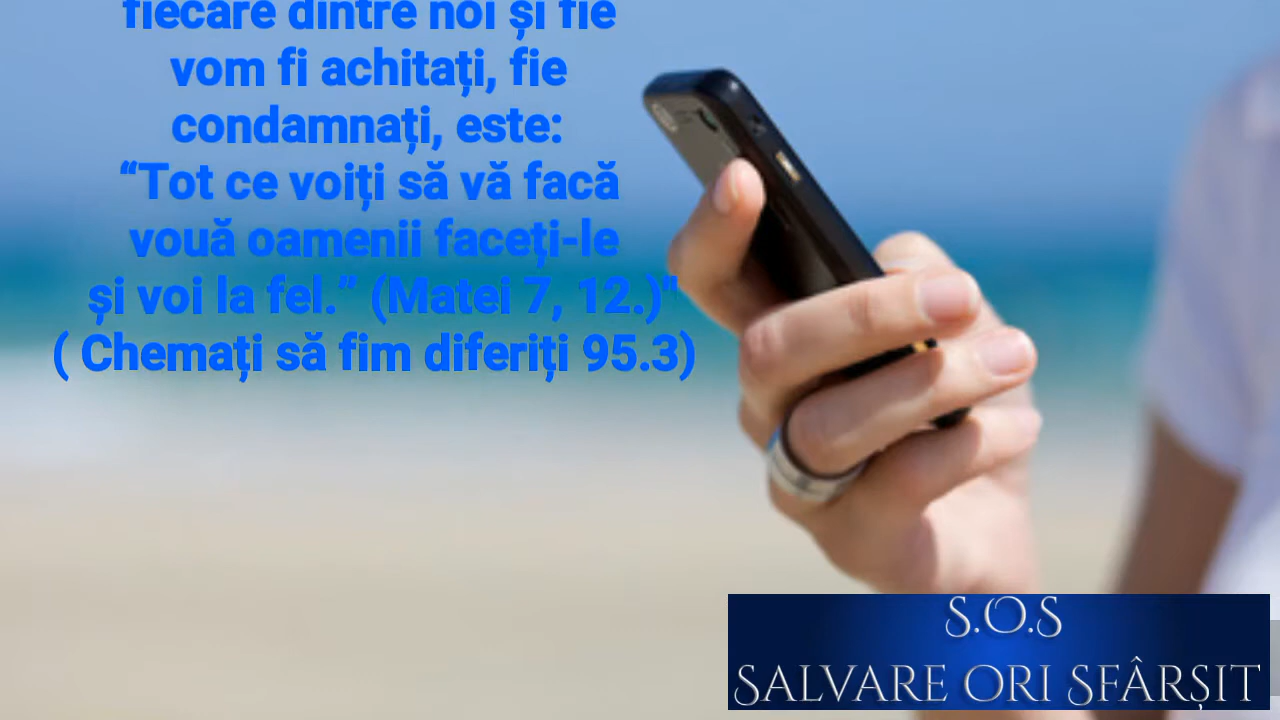 fiecare dintre noi și fie
vom fi achitați, fie
condamnați, este:
“Tot ce voiți să vă facă
vouă oamenii faceți-le
și voi la fel.” (Matei 7, 12.)"
( Chemați să fim diferiți 95.3)
S.O.S
SALVARE ORI SFÂRȘIT